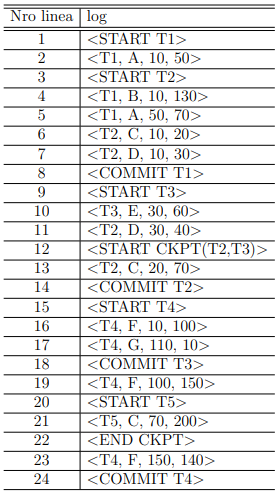 Nro linea log
1 <START T1>
2 <T1, A, 10, 50>
3 <START T2>
4 <T1, B, 10, 130>
5 <T1, A, 50, 70>
6 <T2, C, 10, 20>
7 <T2, D, 10, 30>
8 <COMMIT T1>
9 <START T3>
10 <T3, E, 30, 60>
11 <T2, D, 30, 40>
12 <START CKPT(T2,T3)>
13 <T2, C, 20, 70>
14 <COMMIT T2>
15 <START T4>
16 <T4, F, 10, 100>
17 <T4, G, 110, 10>
18 <COMMIT T3>
19 <T4, F, 100, 150>
20 <START T5>
21 <T5, C, 70, 200>
22 <END CKPT>
23 <T4, F, 150, 140>
24 <COMMIT T4>